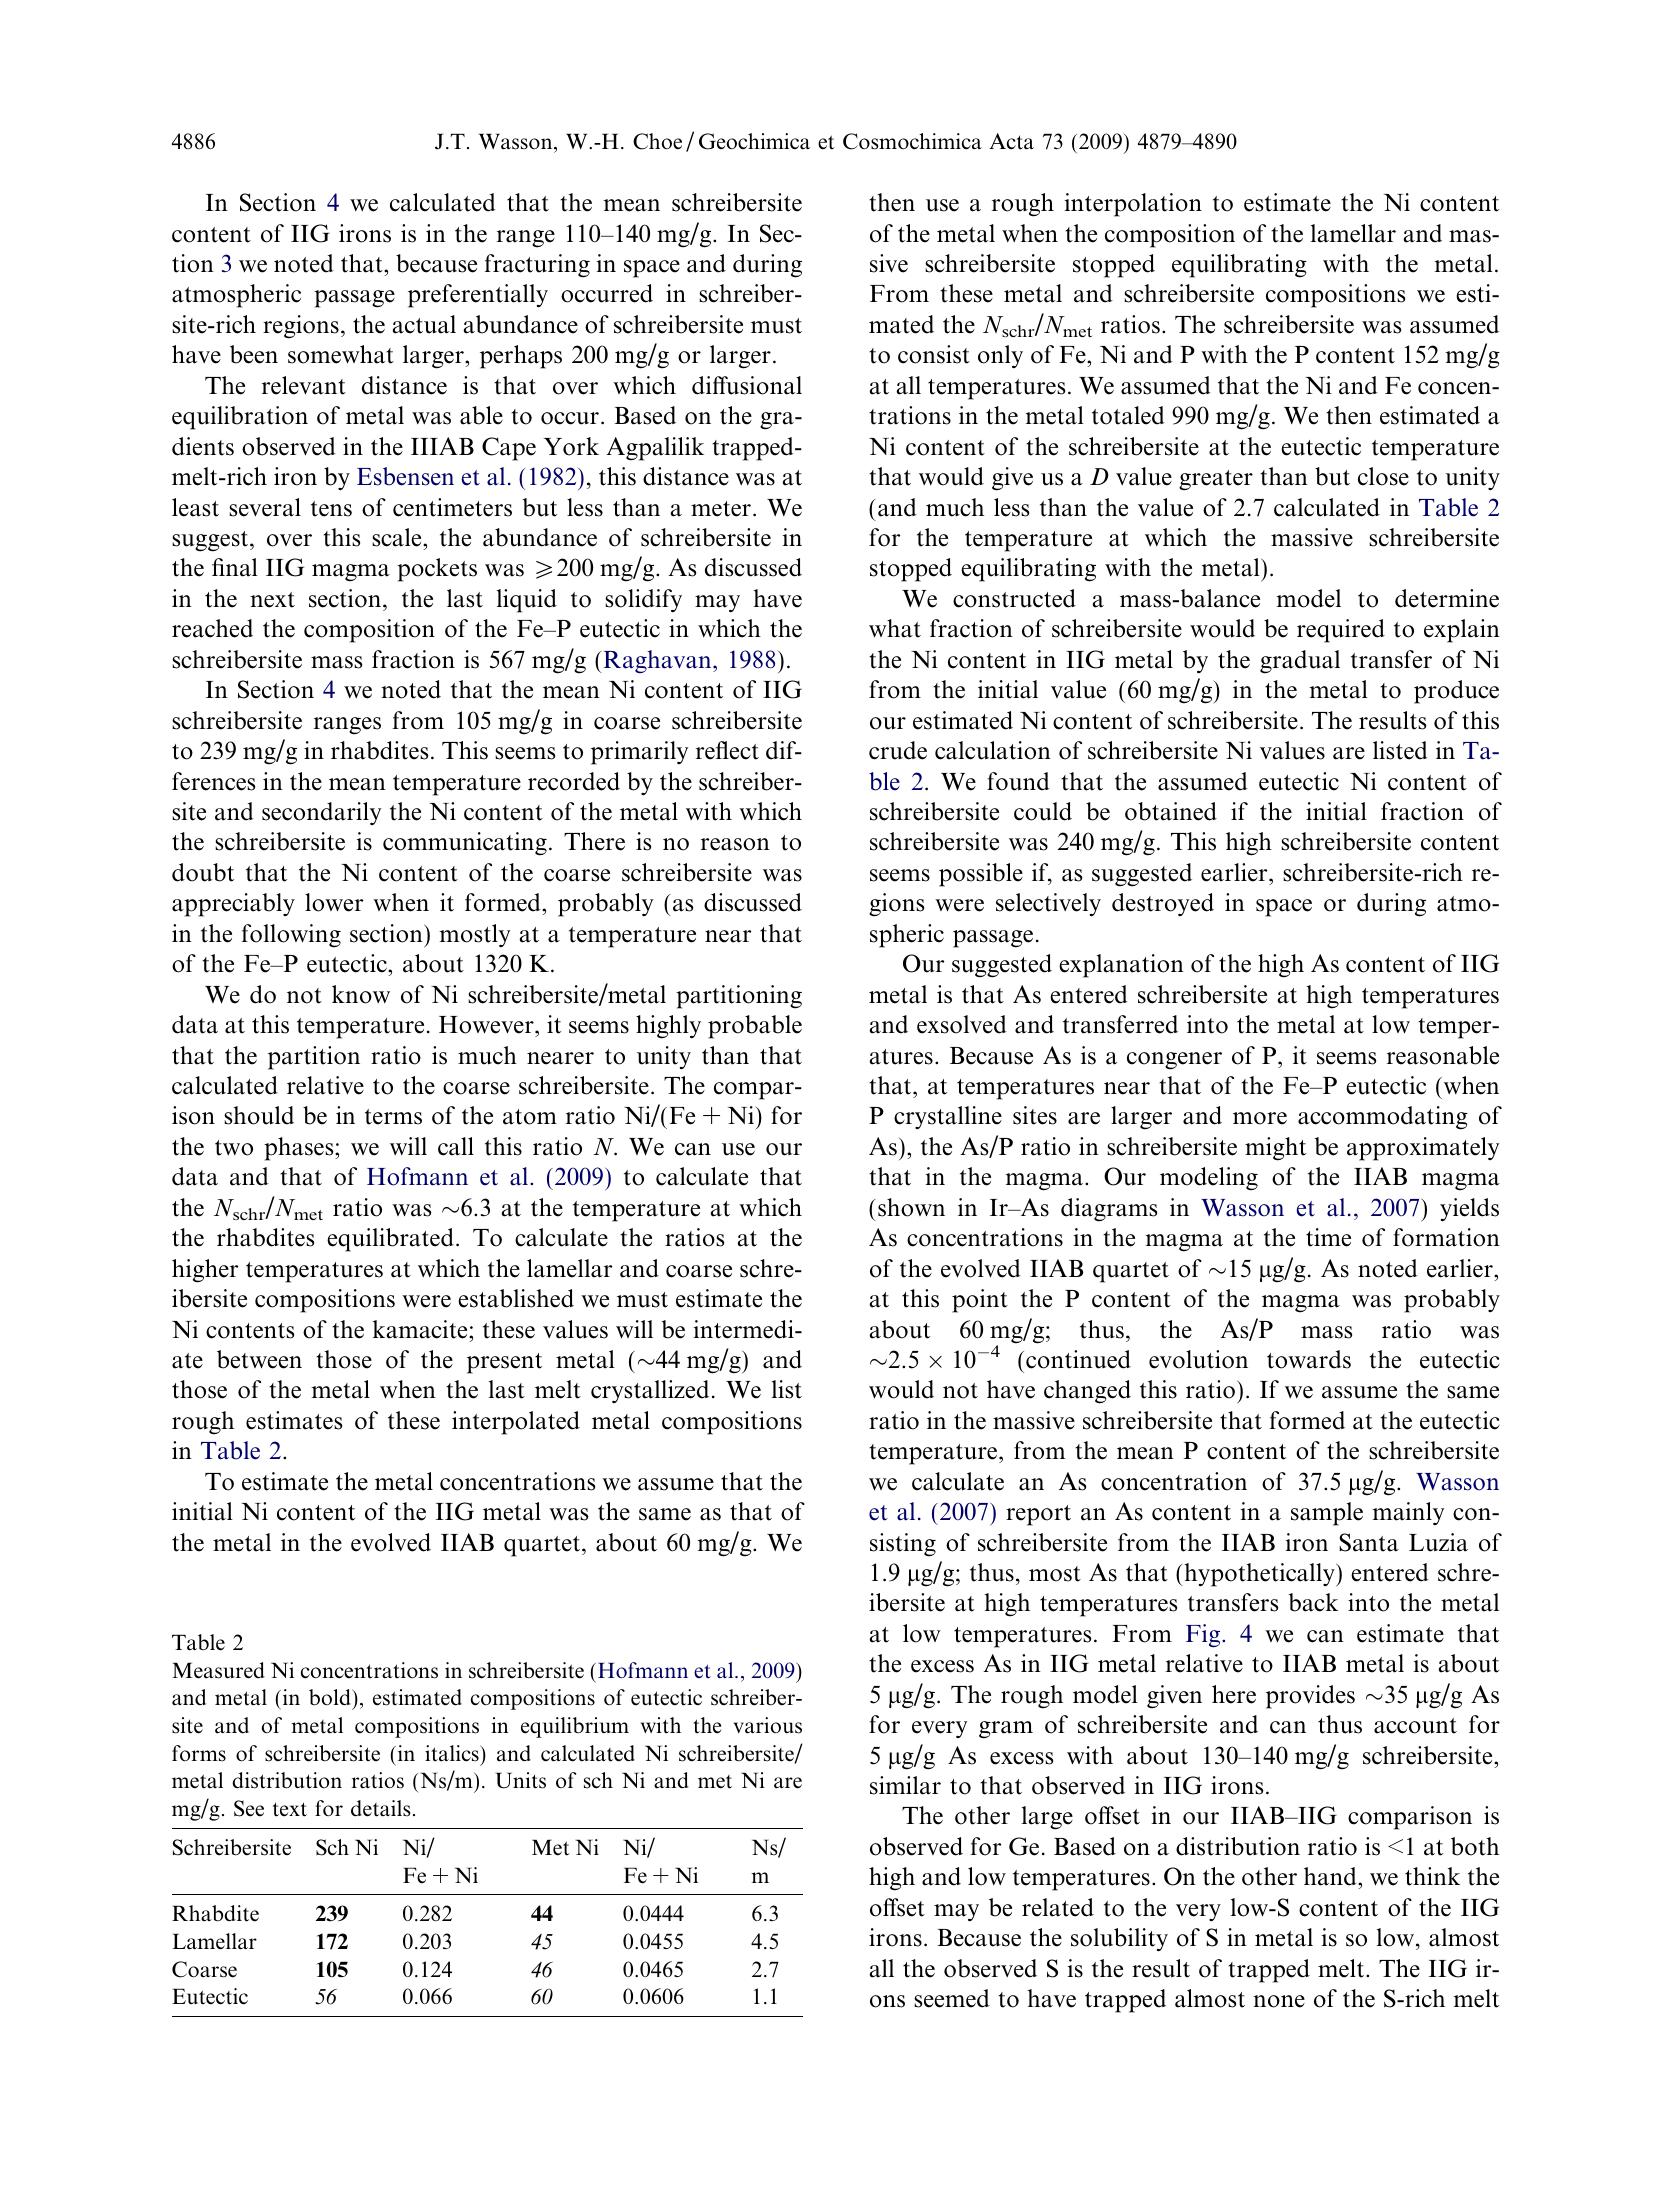 4886
J.T. Wasson, W.-H. Choe / Geochimica et Cosmochimica Acta 73 (2009) 4879–4890
In Section 4 we calculated that the mean schreibersite
content of IIG irons is in the range 110–140 mg/g. In Sec-
tion 3 we noted that, because fracturing in space and during
atmospheric passage preferentially occurred in schreiber-
site-rich regions, the actual abundance of schreibersite must
have been somewhat larger, perhaps 200 mg/g or larger.
The relevant distance is that over which diffusional
equilibration of metal was able to occur. Based on the gra-
dients observed in the IIIAB Cape York Agpalilik trapped-
melt-rich iron by Esbensen et al. (1982), this distance was at
least several tens of centimeters but less than a meter. We
suggest, over this scale, the abundance of schreibersite in
the final IIG magma pockets was ⩾200 mg/g. As discussed
in the next section, the last liquid to solidify may have
reached the composition of the Fe–P eutectic in which the
schreibersite mass fraction is 567 mg/g (Raghavan, 1988).
In Section 4 we noted that the mean Ni content of IIG
schreibersite ranges from 105 mg/g in coarse schreibersite
to 239 mg/g in rhabdites. This seems to primarily reflect dif-
ferences in the mean temperature recorded by the schreiber-
site and secondarily the Ni content of the metal with which
the schreibersite is communicating. There is no reason to
doubt that the Ni content of the coarse schreibersite was
appreciably lower when it formed, probably (as discussed
in the following section) mostly at a temperature near that
of the Fe–P eutectic, about 1320 K.
We do not know of Ni schreibersite/metal partitioning
data at this temperature. However, it seems highly probable
that the partition ratio is much nearer to unity than that
calculated relative to the coarse schreibersite. The compar-
ison should be in terms of the atom ratio Ni/(Fe + Ni) for
the two phases; we will call this ratio N. We can use our
data and that of Hofmann et al. (2009) to calculate that
the Nschr/Nmet ratio was ~6.3 at the temperature at which
the rhabdites equilibrated. To calculate the ratios at the
higher temperatures at which the lamellar and coarse schre-
ibersite compositions were established we must estimate the
Ni contents of the kamacite; these values will be intermedi-
ate between those of the present metal (~44 mg/g) and
those of the metal when the last melt crystallized. We list
rough estimates of these interpolated metal compositions
in Table 2.
To estimate the metal concentrations we assume that the
initial Ni content of the IIG metal was the same as that of
the metal in the evolved IIAB quartet, about 60 mg/g. We
Table 2
Measured Ni concentrations in schreibersite (Hofmann et al., 2009)
and metal (in bold), estimated compositions of eutectic schreiber-
site and of metal compositions in equilibrium with the various
forms of schreibersite (in italics) and calculated Ni schreibersite/
metal distribution ratios (Ns/m). Units of sch Ni and met Ni are
mg/g. See text for details.
Schreibersite Sch Ni Ni/ Met Ni Ni/ Ns/
Fe + Ni Fe + Ni m
Rhabdite 239 0.282 44 0.0444 6.3
Lamellar 172 0.203 45 0.0455 4.5
Coarse 105 0.124 46 0.0465 2.7
Eutectic 56 0.066 60 0.0606 1.1
then use a rough interpolation to estimate the Ni content
of the metal when the composition of the lamellar and mas-
sive schreibersite stopped equilibrating with the metal.
From these metal and schreibersite compositions we esti-
mated the Nschr/Nmet ratios. The schreibersite was assumed
to consist only of Fe, Ni and P with the P content 152 mg/g
at all temperatures. We assumed that the Ni and Fe concen-
trations in the metal totaled 990 mg/g. We then estimated a
Ni content of the schreibersite at the eutectic temperature
that would give us a D value greater than but close to unity
(and much less than the value of 2.7 calculated in Table 2
for the temperature at which the massive schreibersite
stopped equilibrating with the metal).
We constructed a mass-balance model to determine
what fraction of schreibersite would be required to explain
the Ni content in IIG metal by the gradual transfer of Ni
from the initial value (60 mg/g) in the metal to produce
our estimated Ni content of schreibersite. The results of this
crude calculation of schreibersite Ni values are listed in Ta-
ble 2. We found that the assumed eutectic Ni content of
schreibersite could be obtained if the initial fraction of
schreibersite was 240 mg/g. This high schreibersite content
seems possible if, as suggested earlier, schreibersite-rich re-
gions were selectively destroyed in space or during atmo-
spheric passage.
Our suggested explanation of the high As content of IIG
metal is that As entered schreibersite at high temperatures
and exsolved and transferred into the metal at low temper-
atures. Because As is a congener of P, it seems reasonable
that, at temperatures near that of the Fe–P eutectic (when
P crystalline sites are larger and more accommodating of
As), the As/P ratio in schreibersite might be approximately
that in the magma. Our modeling of the IIAB magma
(shown in Ir–As diagrams in Wasson et al., 2007) yields
As concentrations in the magma at the time of formation
of the evolved IIAB quartet of ~15 μg/g. As noted earlier,
at this point the P content of the magma was probably
about 60 mg/g; thus, the As/P mass ratio was
~2.5 × 10−4 (continued evolution towards the eutectic
would not have changed this ratio). If we assume the same
ratio in the massive schreibersite that formed at the eutectic
temperature, from the mean P content of the schreibersite
we calculate an As concentration of 37.5 μg/g. Wasson
et al. (2007) report an As content in a sample mainly con-
sisting of schreibersite from the IIAB iron Santa Luzia of
1.9 μg/g; thus, most As that (hypothetically) entered schre-
ibersite at high temperatures transfers back into the metal
at low temperatures. From Fig. 4 we can estimate that
the excess As in IIG metal relative to IIAB metal is about
5 μg/g. The rough model given here provides ~35 μg/g As
for every gram of schreibersite and can thus account for
5 μg/g As excess with about 130–140 mg/g schreibersite,
similar to that observed in IIG irons.
The other large offset in our IIAB–IIG comparison is
observed for Ge. Based on a distribution ratio is <1 at both
high and low temperatures. On the other hand, we think the
offset may be related to the very low-S content of the IIG
irons. Because the solubility of S in metal is so low, almost
all the observed S is the result of trapped melt. The IIG ir-
ons seemed to have trapped almost none of the S-rich melt